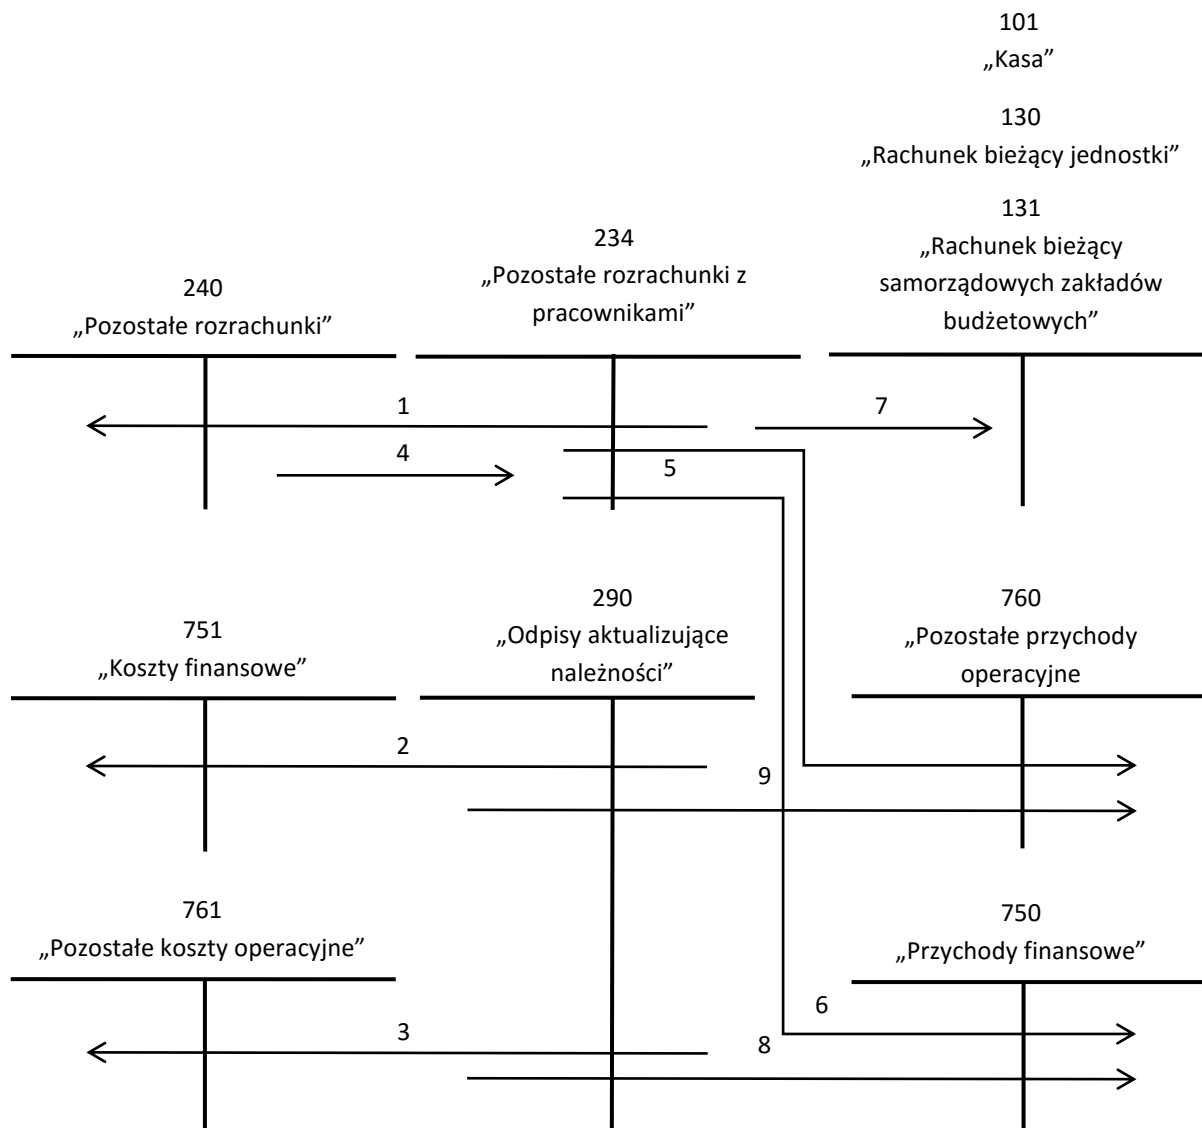 101
„Kasa”
130
„Rachunek bieżący jednostki”
131
„Rachunek bieżący
samorządowych zakładów
budżetowych”
234
„Pozostałe rozrachunki z
pracownikami”
240
„Pozostałe rozrachunki”
1
7
4
5
290
„Odpisy aktualizujące
należności”
760
„Pozostałe przychody
operacyjne
751
„Koszty finansowe”
2
9
761
„Pozostałe koszty operacyjne”
750
„Przychody finansowe”
6
3
8